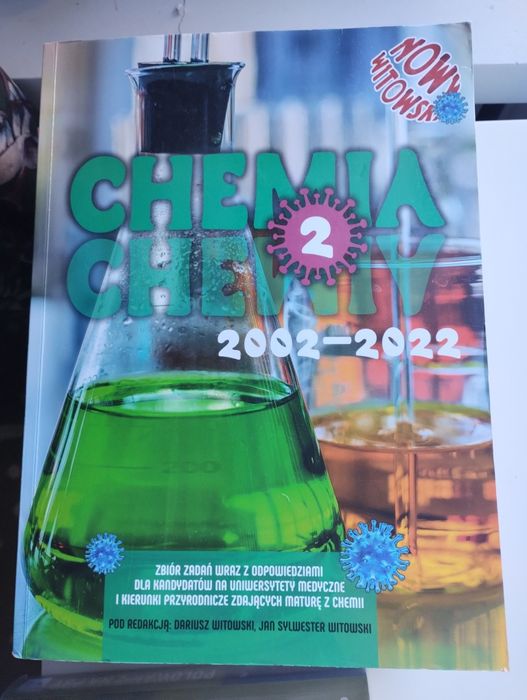 NOWY
WITOWSKI
CHEMIA
2
2002–2022
200
ZBIÓR ZADAŃ WRAZ Z ODPOWIEDZIAMI
DLA KANDYDATÓW NA UNIWERSYTETY MEDYCZNE
I KIERUNKI PRZYRODNICZE ZDAJĄCYCH MATURĘ Z CHEMII
POD REDAKCJĄ: DARIUSZ WITOWSKI, JAN SYLWESTER WITOWSKI